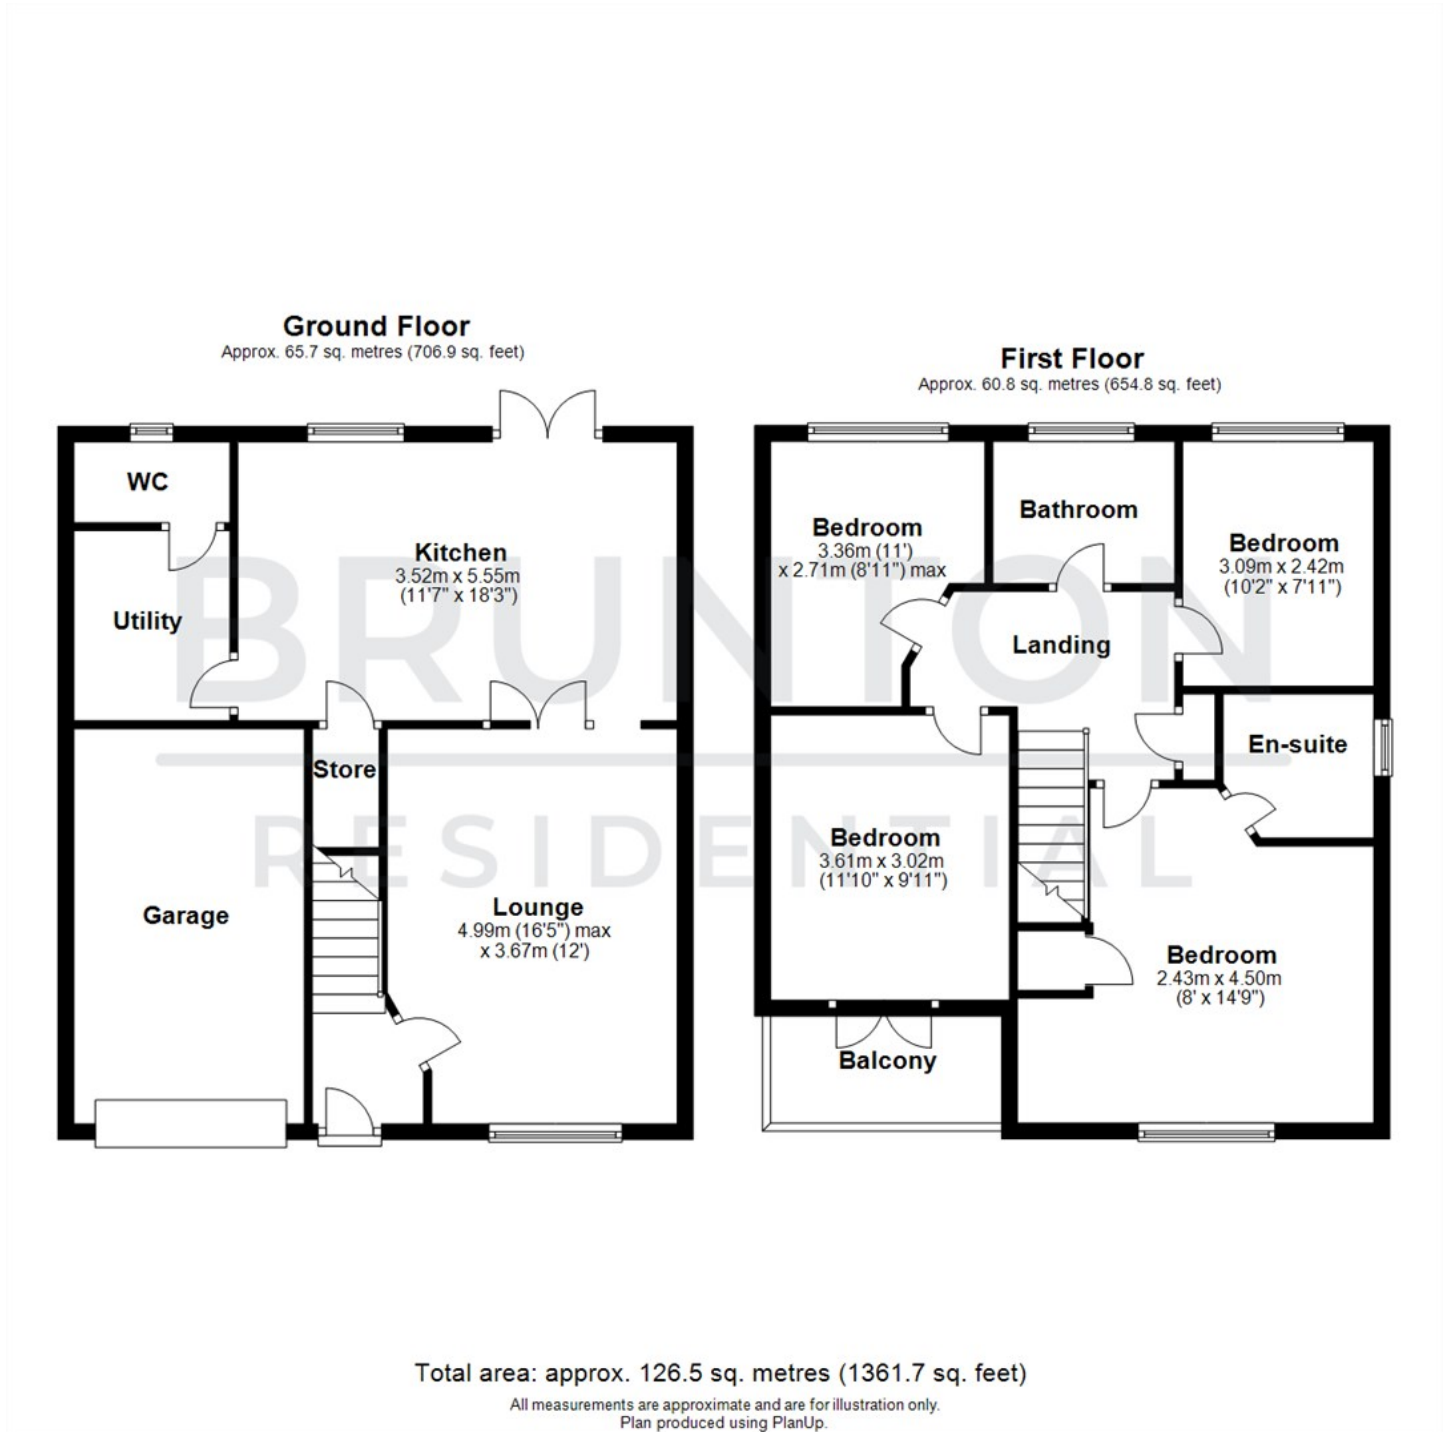 Ground Floor
Approx. 65.7 sq. metres (706.9 sq. feet)
WC
Kitchen
3.52m x 5.55m
(11'7" x 18'3")
Utility
Store
Garage
Lounge
4.99m (16'5") max
x 3.67m (12')
First Floor
Approx. 60.8 sq. metres (654.8 sq. feet)
Bedroom
3.36m (11')
x 2.71m (8'11") max
Bathroom
Bedroom
3.09m x 2.42m
(10'2" x 7'11")
Landing
En-suite
Bedroom
3.61m x 3.02m
(11'10" x 9'11")
Bedroom
2.43m x 4.50m
(8' x 14'9")
Balcony
BRUNTON
RESIDENTIAL
Total area: approx. 126.5 sq. metres (1361.7 sq. feet)
All measurements are approximate and are for illustration only.
Plan produced using PlanUp.